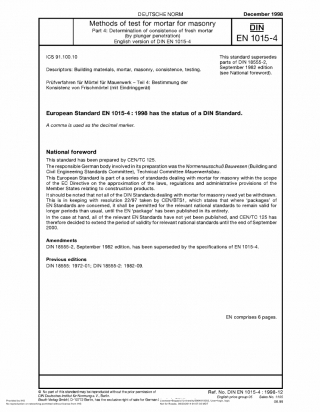 DEUTSCHE NORM
December 1998
Methods of test for mortar for masonry
Part 4: Determination of consistence of fresh mortar
(by plunger penetration)
English version of DIN EN 1015-4
DIN
EN 1015-4
ICS 91.100.10
Descriptors: Building materials, mortar, masonry, consistence, testing.
Prüfverfahren für Mörtel für Mauerwerk – Teil 4: Bestimmung der
Konsistenz von Frischmörtel (mit Eindringgerät)
This standard supersedes
parts of DIN 18555-2,
September 1982 edition
(see National foreword).
European Standard EN 1015-4 : 1998 has the status of a DIN Standard.
A comma is used as the decimal marker.
National foreword
This standard has been prepared by CEN/TC 125.
The responsible German body involved in its preparation was the Normenausschuß Bauwesen (Building and
Civil Engineering Standards Committee), Technical Committee Mauerwerksbau.
This European Standard is part of a series of standards dealing with mortar for masonry within the scope
of the EC Directive on the approximation of the laws, regulations and administrative provisions of the
Member States relating to construction products.
It should be noted that not all of the DIN Standards dealing with mortar for masonry need yet be withdrawn.
This is in keeping with resolution 22/97 taken by CEN/BTS1, which states that where 'packages' of
EN Standards are concerned, it shall be permitted for the relevant national standards to remain valid for
longer periods than usual, until the EN 'package' has been published in its entirety.
In the case at hand, all of the relevant EN Standards have not yet been published, and CEN/TC 125 has
therefore decided to extend the period of validity for relevant national standards until the end of September
2000.
Amendments
DIN 18555-2, September 1982 edition, has been superseded by the specifications of EN 1015-4.
Previous editions
DIN 18555: 1972-01; DIN 18555-2: 1982-09.
EN comprises 6 pages.
© No part of this standard may be reproduced without the prior permission of
DIN Deutsches Institut für Normung e. V., Berlin.
Beuth Verlag GmbH, D-10772 Berlin, has the exclusive right of sale for German
Ref. No. DIN EN 1015-4 : 1998-12
English price group 05